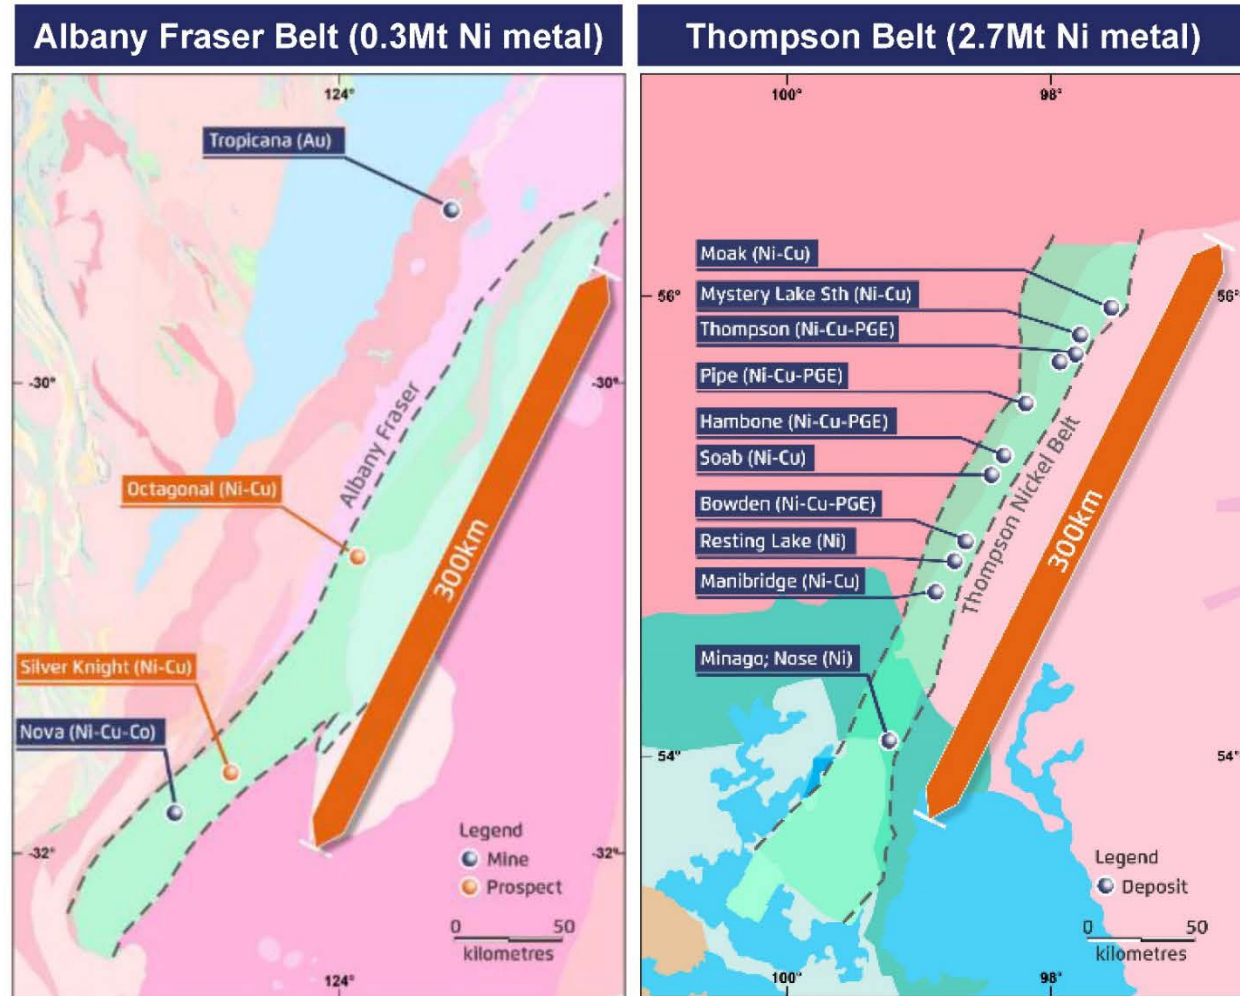 Albany Fraser Belt (0.3Mt Ni metal)
124°
Tropicana (Au)
-30°
-30°
Albany Fraser
Octagonal (Ni-Cu)
300km
Silver Knight (Ni-Cu)
Nova (Ni-Cu-Co)
Legend
Mine
Prospect
-32°
-32°
0 50
kilometres
124°
Thompson Belt (2.7Mt Ni metal)
100° 98°
Moak (Ni-Cu)
56°
56°
Mystery Lake Sth (Ni-Cu)
Thompson (Ni-Cu-PGE)
Pipe (Ni-Cu-PGE)
Hambone (Ni-Cu-PGE)
Soab (Ni-Cu)
Bowden (Ni-Cu-PGE)
Resting Lake (Ni)
Manibridge (Ni-Cu)
Thompson Nickel Belt
300km
Minago; Nose (Ni)
54°
54°
Legend
Deposit
0 50
kilometres
100° 98°